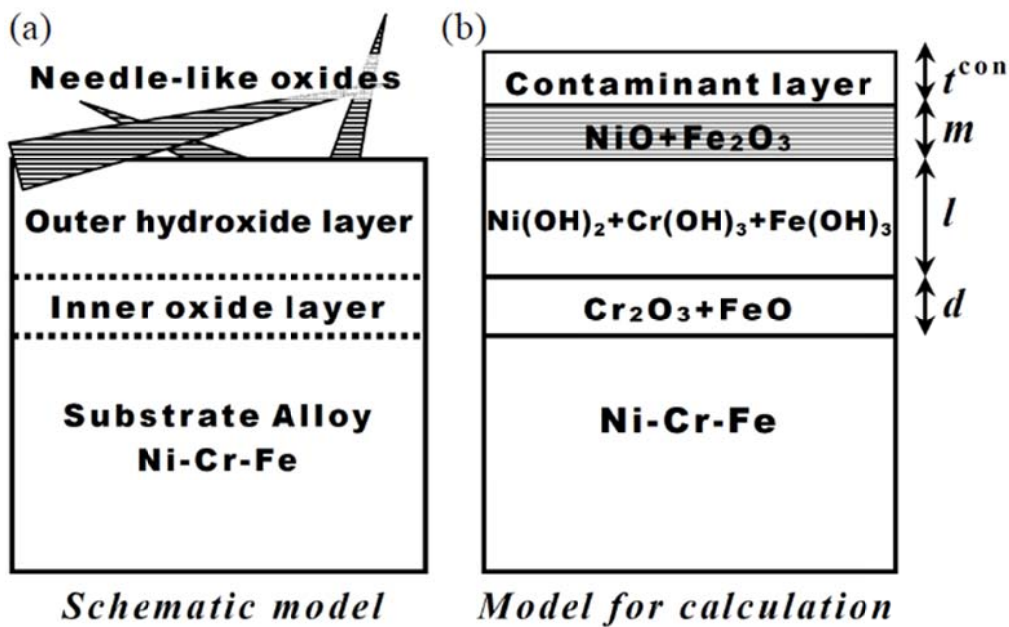 (a)
Needle-like oxides
Outer hydroxide layer
Inner oxide layer
Substrate Alloy
Ni-Cr-Fe
Schematic model
(b)
Contaminant layer
NiO+Fe₂O₃
Ni(OH)₂+Cr(OH)₃+Fe(OH)₃
Cr₂O₃+FeO
Ni-Cr-Fe
t^con
m
l
d
Model for calculation